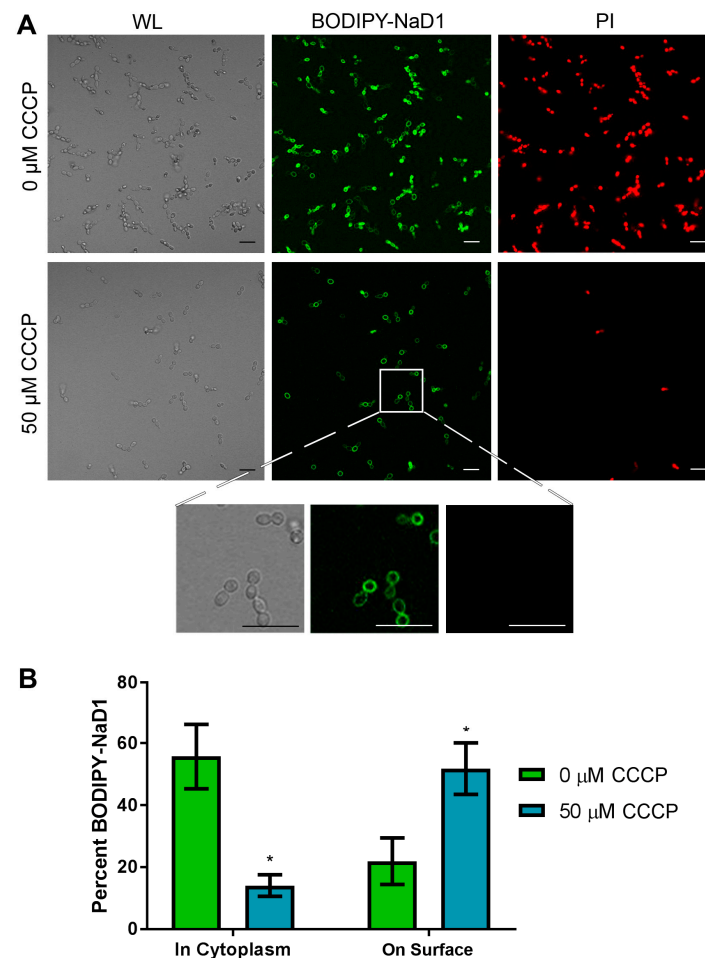 A
WL
BODIPY-NaD1
PI
0 µM CCCP
50 µM CCCP
B
Percent BODIPY-NaD1
80
60
40
20
0
*
*
In Cytoplasm
On Surface
0 µM CCCP
50 µM CCCP